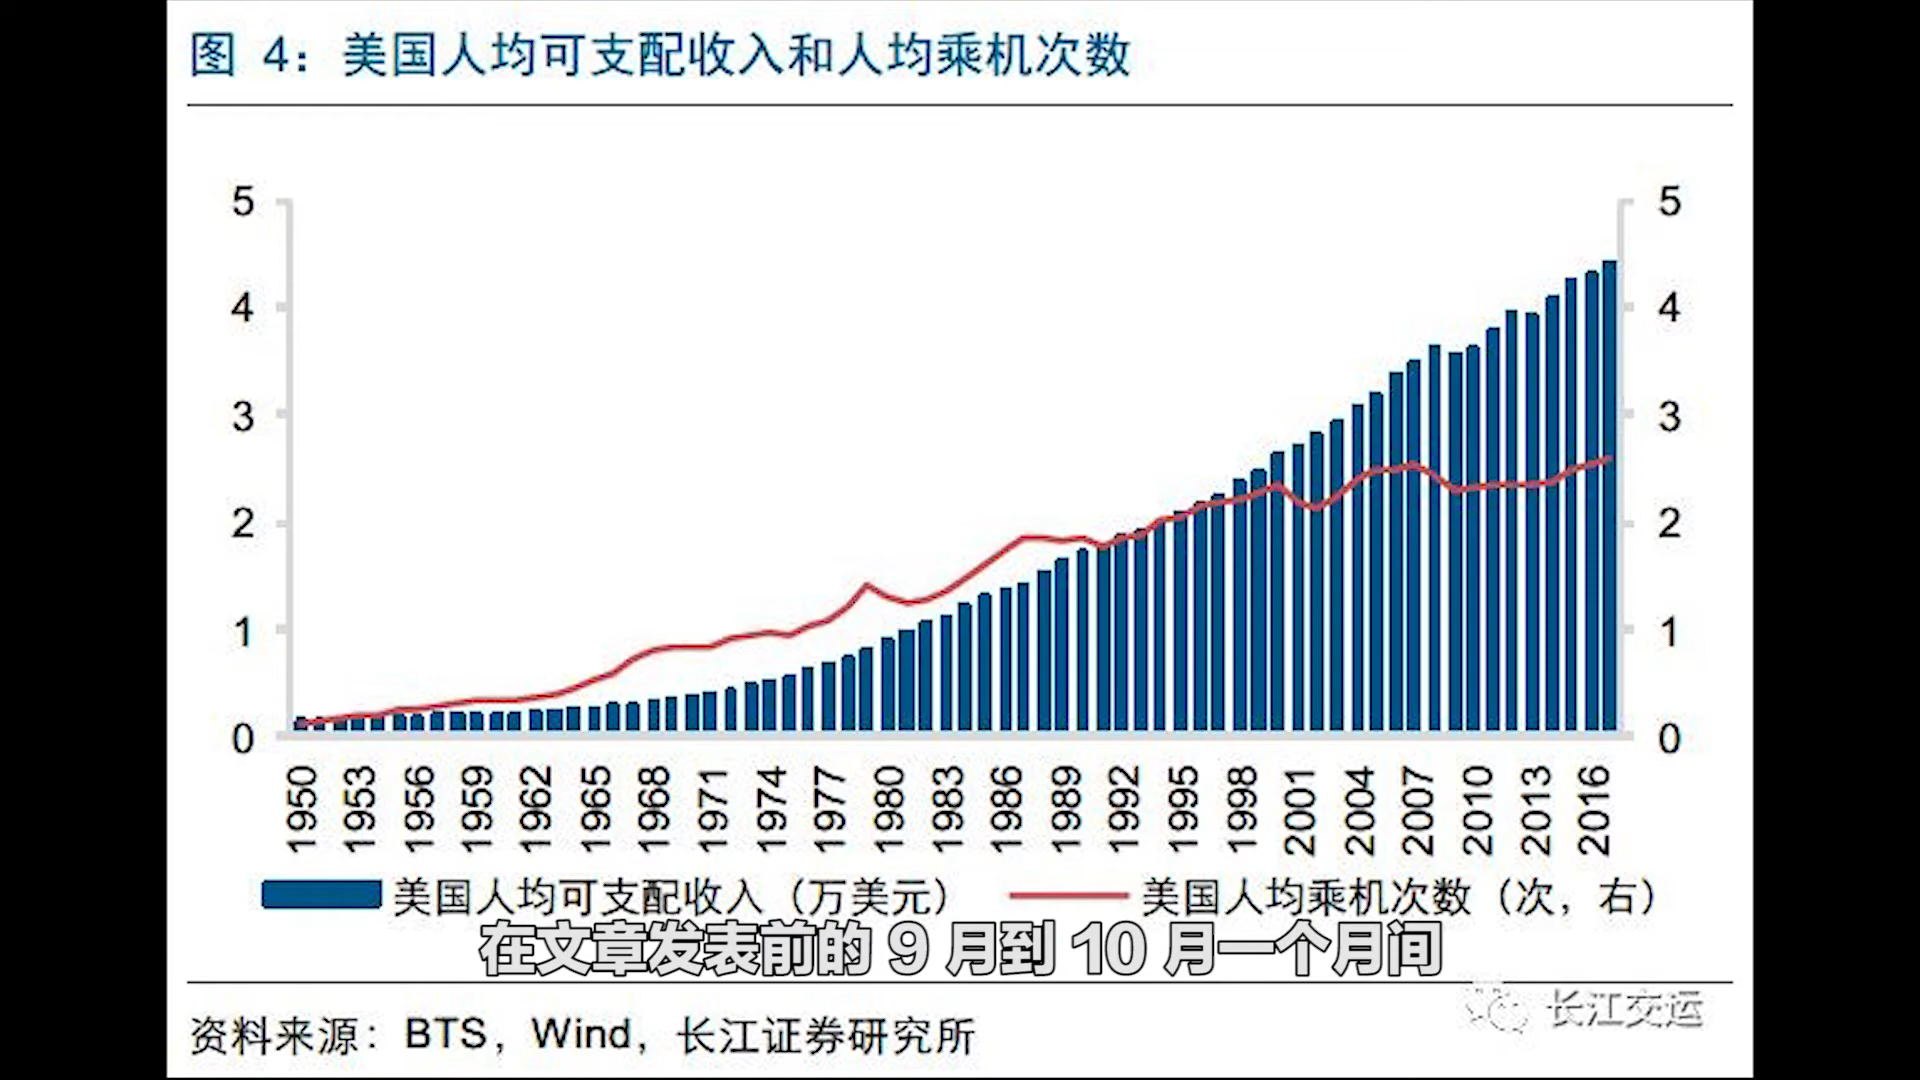 图 4：美国人均可支配收入和人均乘机次数
5 5
4 4
3 3
2 2
1 1
0 0
1950 1953 1956 1959 1962 1965 1968 1971 1974 1977 1980 1983 1986 1989 1992 1995 1998 2001 2004 2007 2010 2013 2016
美国人均可支配收入（万美元） 美国人均乘机次数（次，右）
在文章发表前的 9 月到 10 月一个月间
长江交运
资料来源：BTS，Wind，长江证券研究所